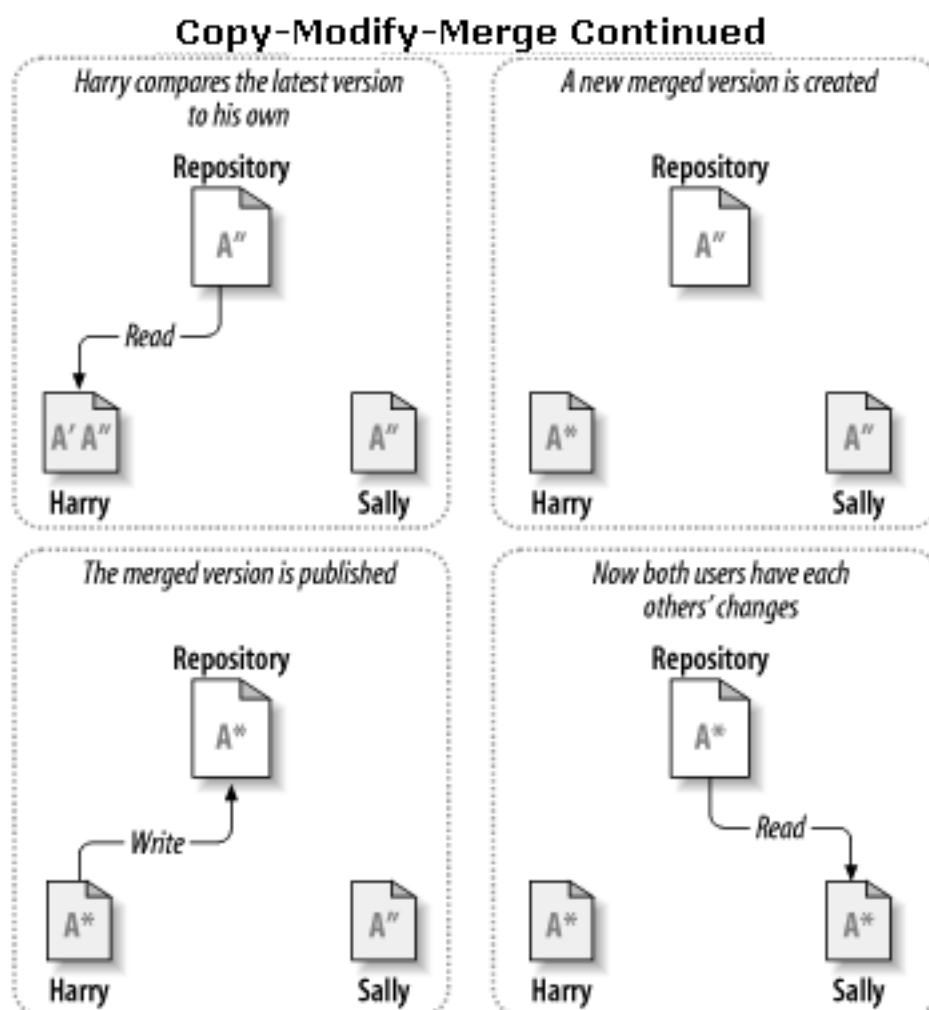 Copy-Modify-Merge Continued
Harry compares the latest version
to his own
Repository
A″
Read
A′ A″
Harry
A″
Sally
A new merged version is created
Repository
A″
A*
Harry
A″
Sally
The merged version is published
Repository
A*
Write
A*
Harry
A″
Sally
Now both users have each
others’ changes
Repository
A*
Read
A*
Harry
A*
Sally